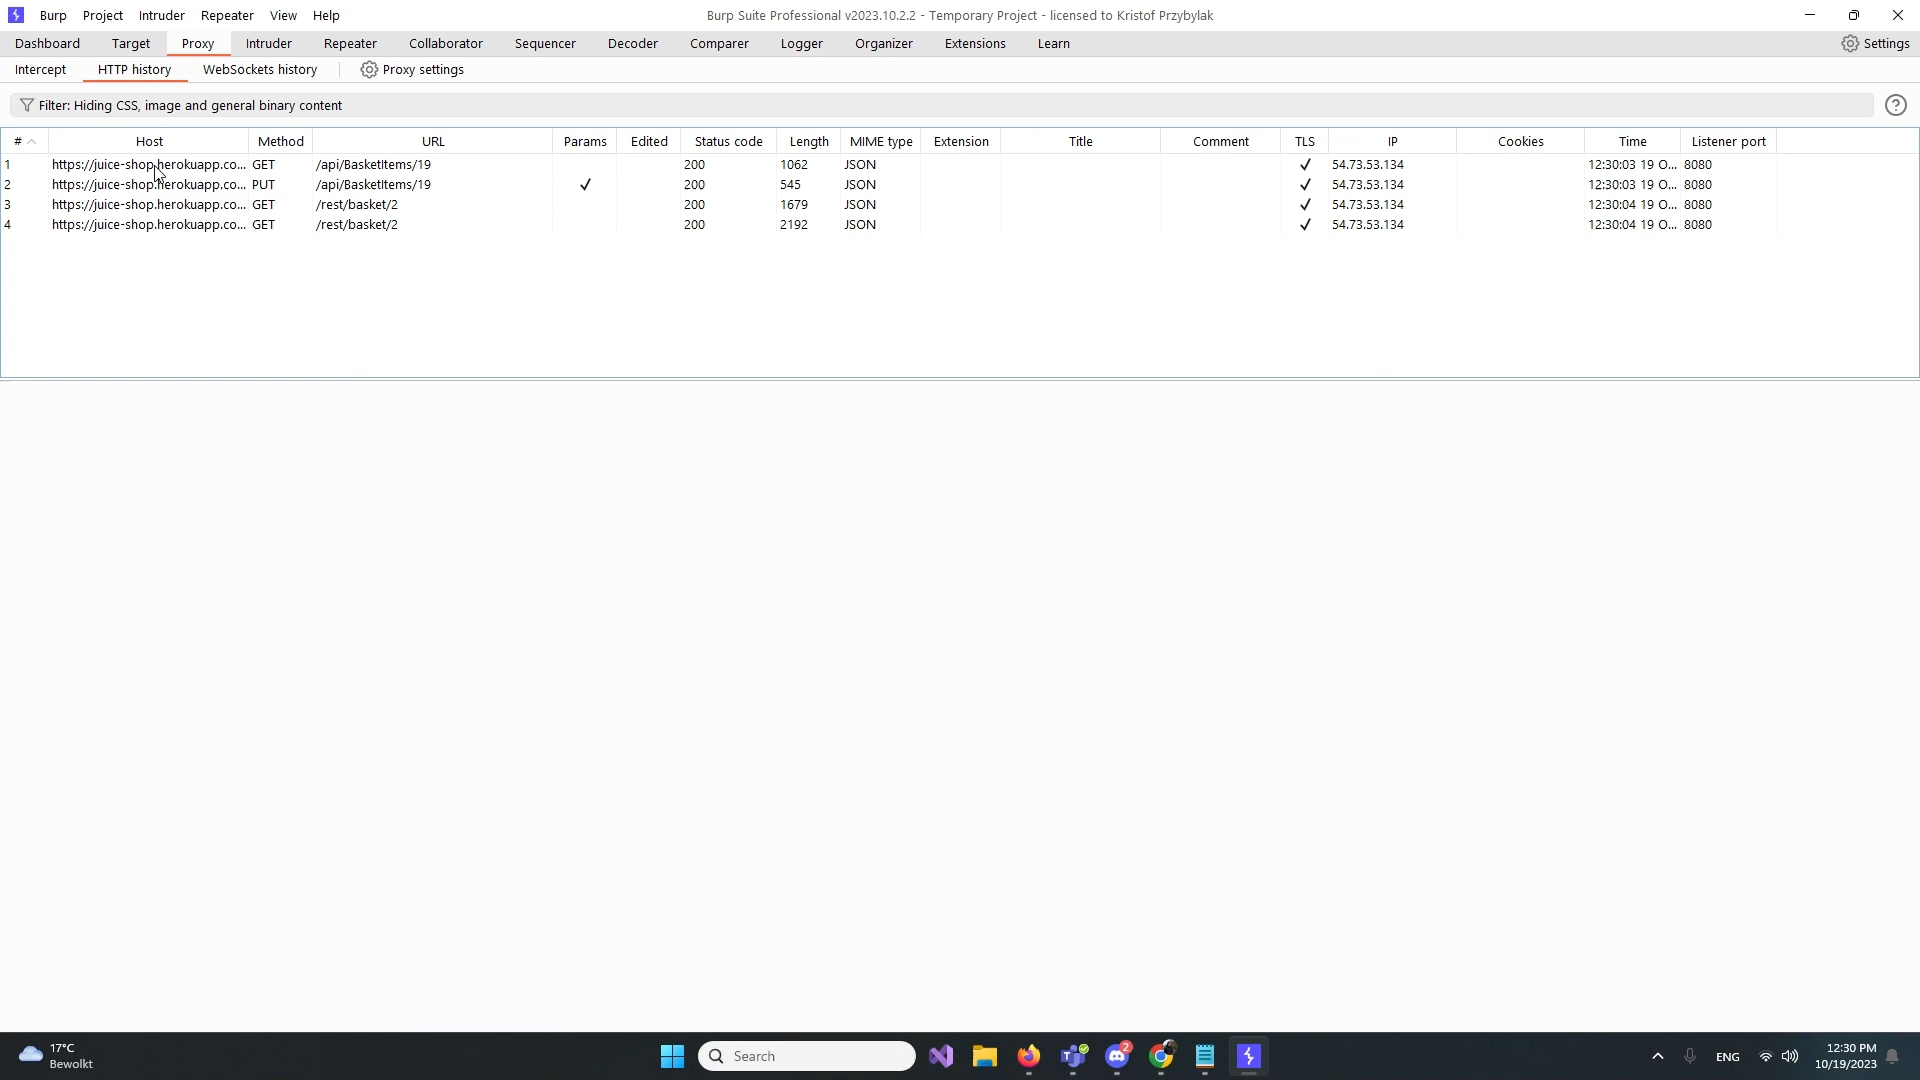 Burp Project Intruder Repeater View Help Burp Suite Professional v2023.10.2.2 - Temporary Project - licensed to Kristof Przybylak
Dashboard Target Proxy Intruder Repeater Collaborator Sequencer Decoder Comparer Logger Organizer Extensions Learn Settings
Intercept HTTP history WebSockets history Proxy settings
Filter: Hiding CSS, image and general binary content ?
# Host Method URL Params Edited Status code Length MIME type Extension Title Comment TLS IP Cookies Time Listener port
1 https://juice-shop.herokuapp.co... GET /api/BasketItems/19 200 1062 JSON ✓ 54.73.53.134 12:30:03 19 O... 8080
2 https://juice-shop.herokuapp.co... PUT /api/BasketItems/19 ✓ 200 545 JSON ✓ 54.73.53.134 12:30:03 19 O... 8080
3 https://juice-shop.herokuapp.co... GET /rest/basket/2 200 1679 JSON ✓ 54.73.53.134 12:30:04 19 O... 8080
4 https://juice-shop.herokuapp.co... GET /rest/basket/2 200 2192 JSON ✓ 54.73.53.134 12:30:04 19 O... 8080
17°C
Bewolkt
Search
2
ENG
12:30 PM
10/19/2023